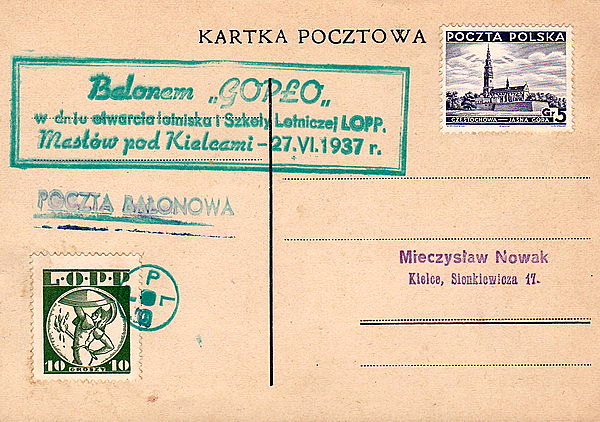 KARTKA POCZTOWA
POCZTA POLSKA
Gr. 5
CZĘSTOCHOWA - JASNA GÓRA
Balonem „GOPŁO„
w dniu otwarcia lotniska i Szkoły Lotniczej LOPP.
Masłów pod Kielcami - 27.VI.1937 r.
POCZTA BALONOWA
Mieczysław Nowak
Kielce, Sienkiewicza 17.
L·O·P·P
10 GROSZY 10
P
L